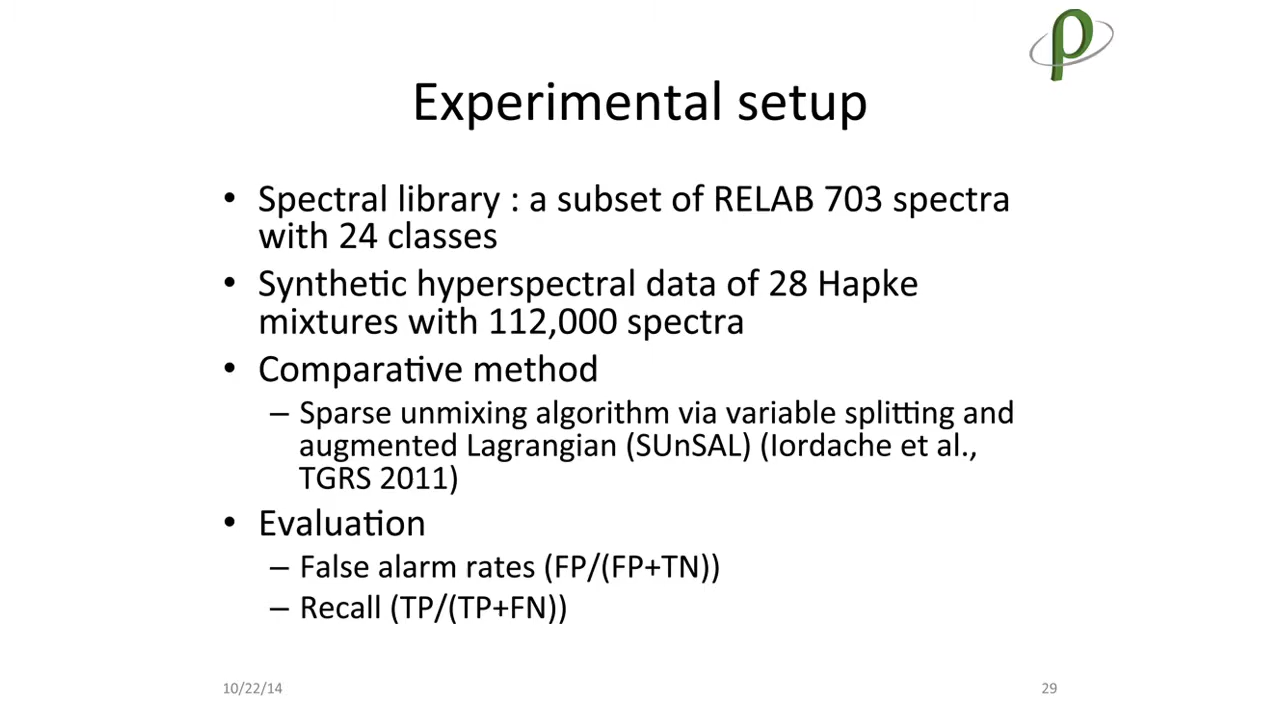 ρ
Experimental setup
• Spectral library : a subset of RELAB 703 spectra
with 24 classes
• Synthetic hyperspectral data of 28 Hapke
mixtures with 112,000 spectra
• Comparative method
– Sparse unmixing algorithm via variable splitting and
augmented Lagrangian (SUnSAL) (Iordache et al.,
TGRS 2011)
• Evaluation
– False alarm rates (FP/(FP+TN))
– Recall (TP/(TP+FN))
10/22/14
29